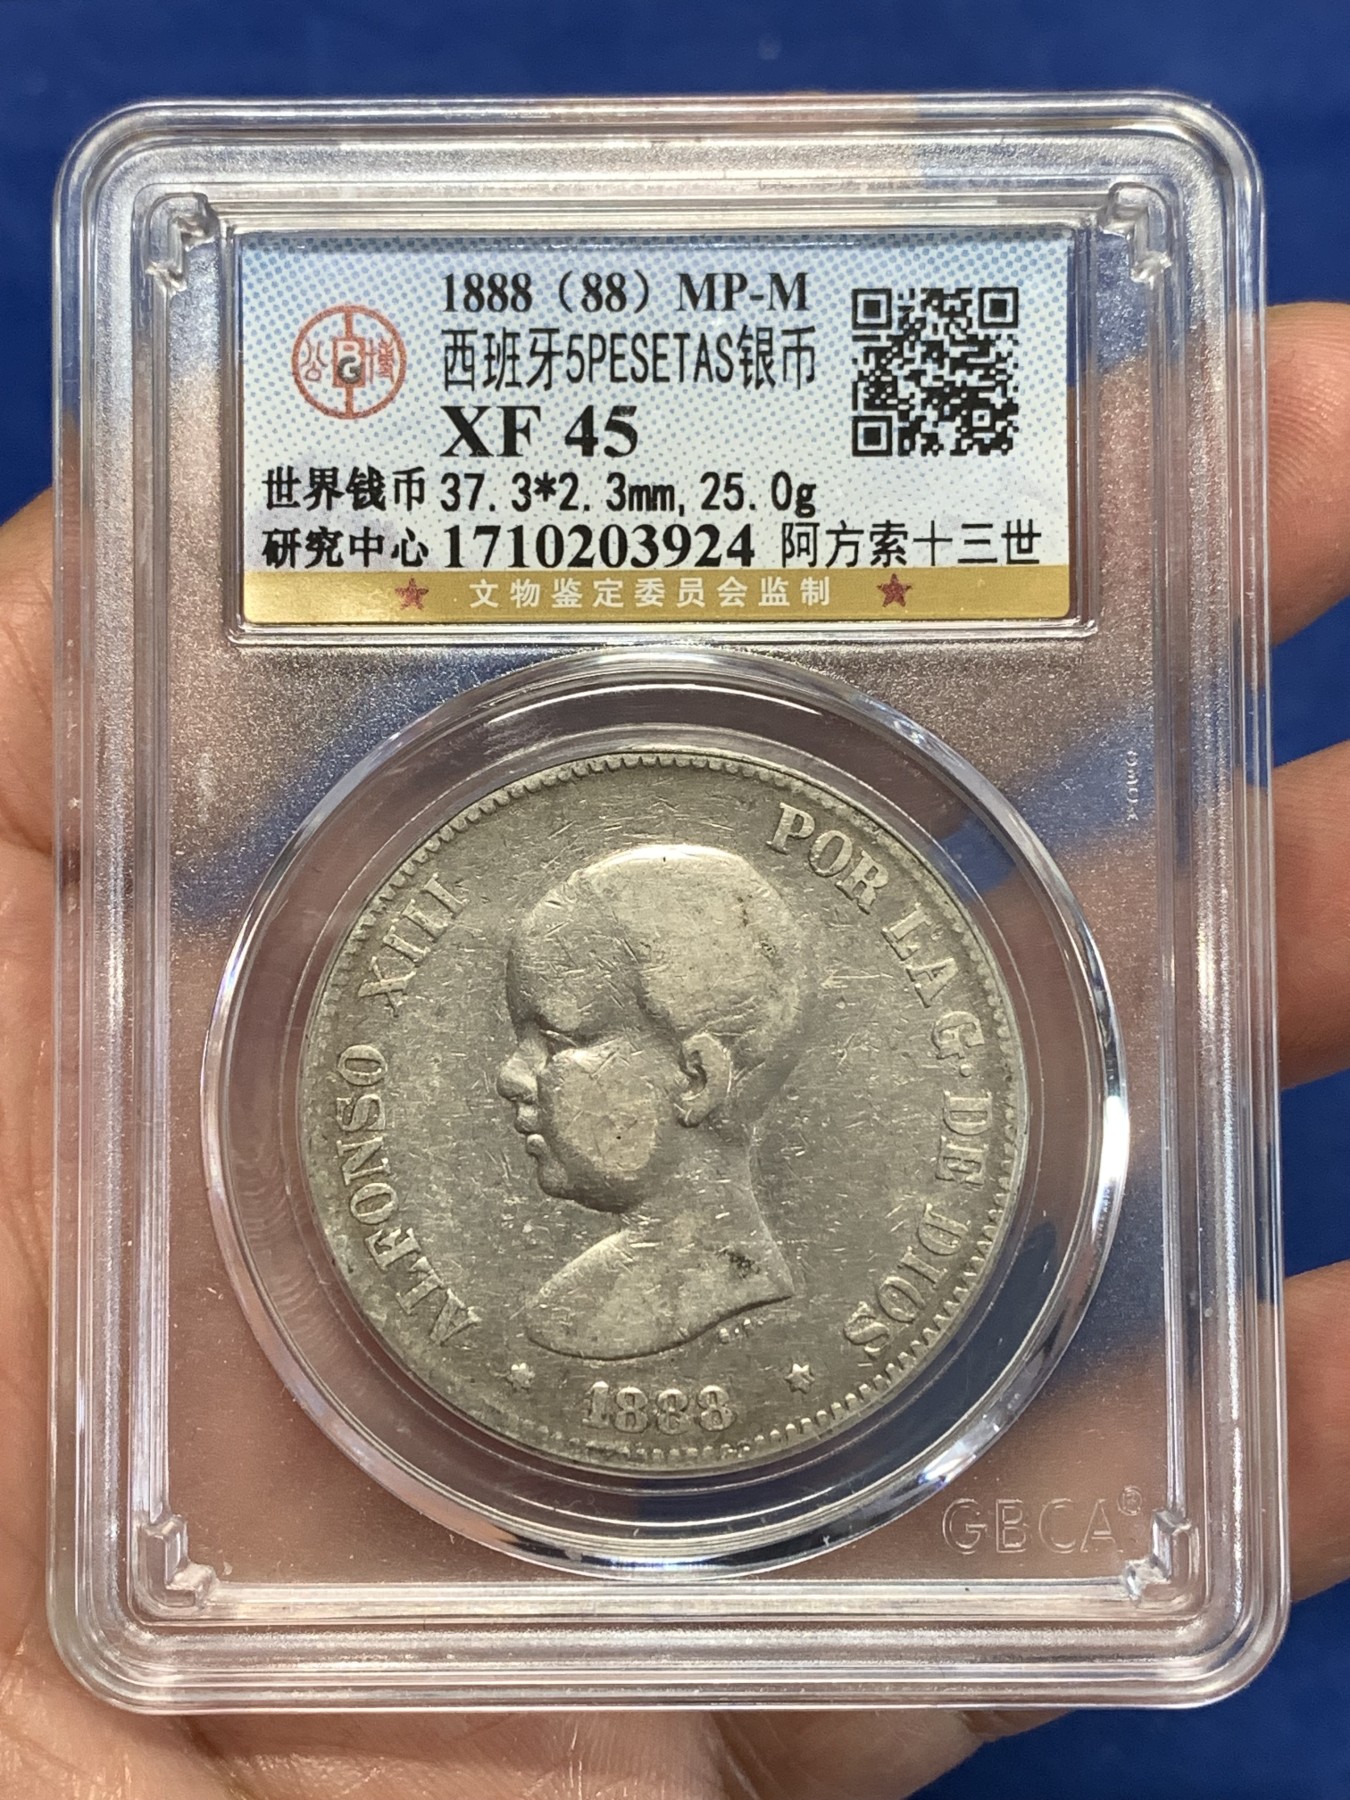 1888（88）MP-M
西班牙5PESETAS银币
XF 45
世界钱币 37.3*2.3mm,25.0g
研究中心 1710203924 阿方索十三世
★ 文物鉴定委员会监制 ★
公 博
ALFONSO XIII POR LA G. DE DIOS
1888
GBCA®